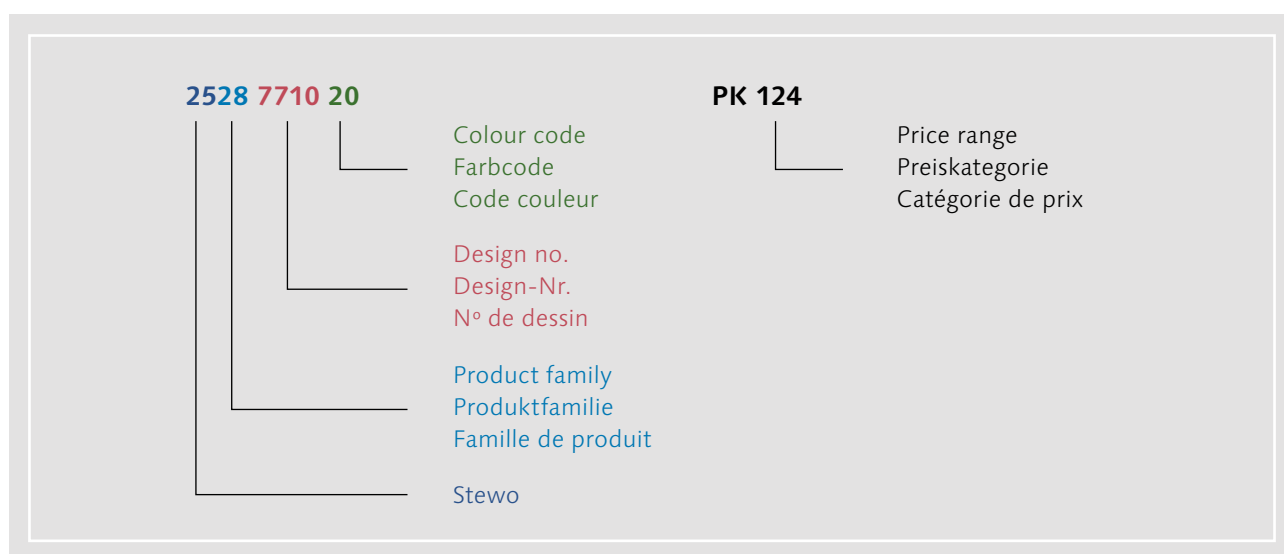 2528 7710 20
PK 124
Colour code
Farbcode
Code couleur
Price range
Preiskategorie
Catégorie de prix
Design no.
Design-Nr.
Nº de dessin
Product family
Produktfamilie
Famille de produit
Stewo